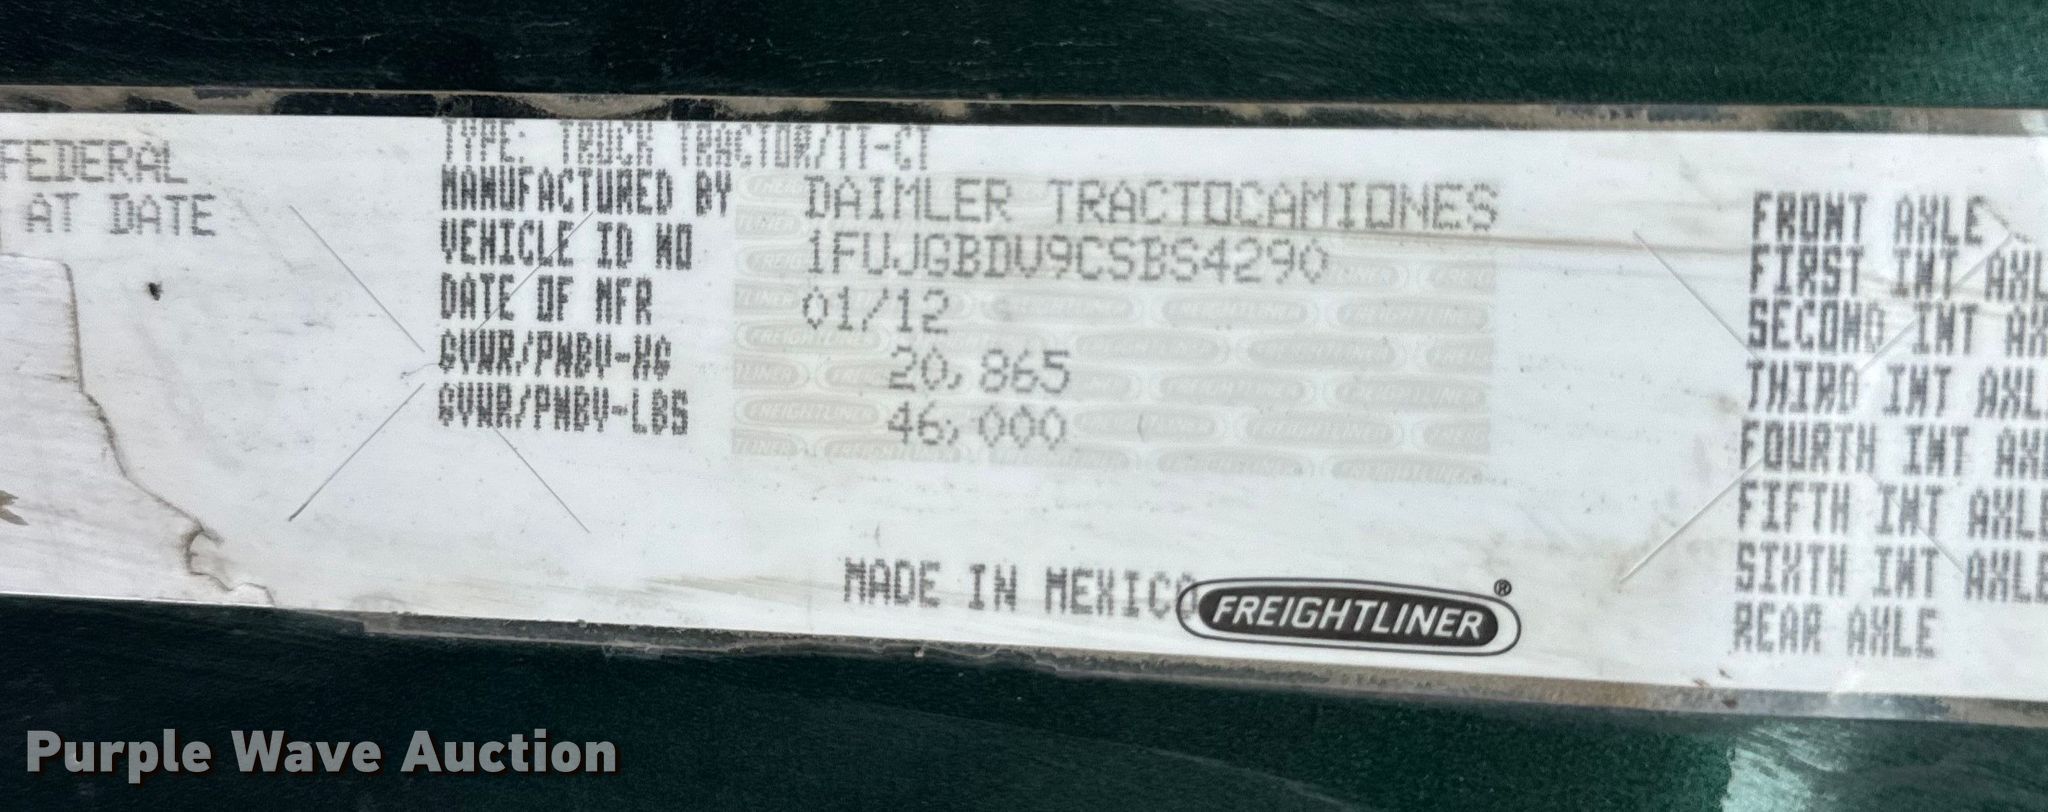 FEDERAL
AT DATE
TYPE: TRUCK TRACTOR/TT-CT
MANUFACTURED BY DAIMLER TRACTOCAMIONES
VEHICLE ID NO 1FUJGBDV9CSBS4290
DATE OF MFR 01/12
GVWR/PNBV-KG 20,865
GVWR/PNBV-LBS 46,000
MADE IN MEXICO
FREIGHTLINER®
FRONT AXLE
FIRST INT AXL
SECOND INT AX
THIRD INT AXLE
FOURTH INT AX
FIFTH INT AXLE
SIXTH INT AXLE
REAR AXLE
Purple Wave Auction